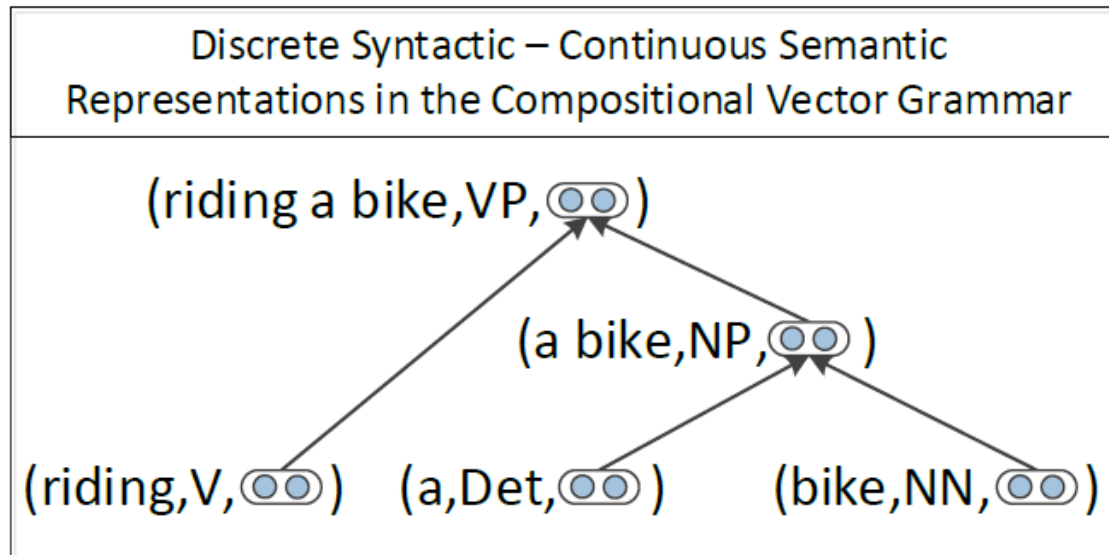 Discrete Syntactic – Continuous Semantic
Representations in the Compositional Vector Grammar
(riding a bike,VP, )
(a bike,NP, )
(riding,V, ) (a,Det, ) (bike,NN, )